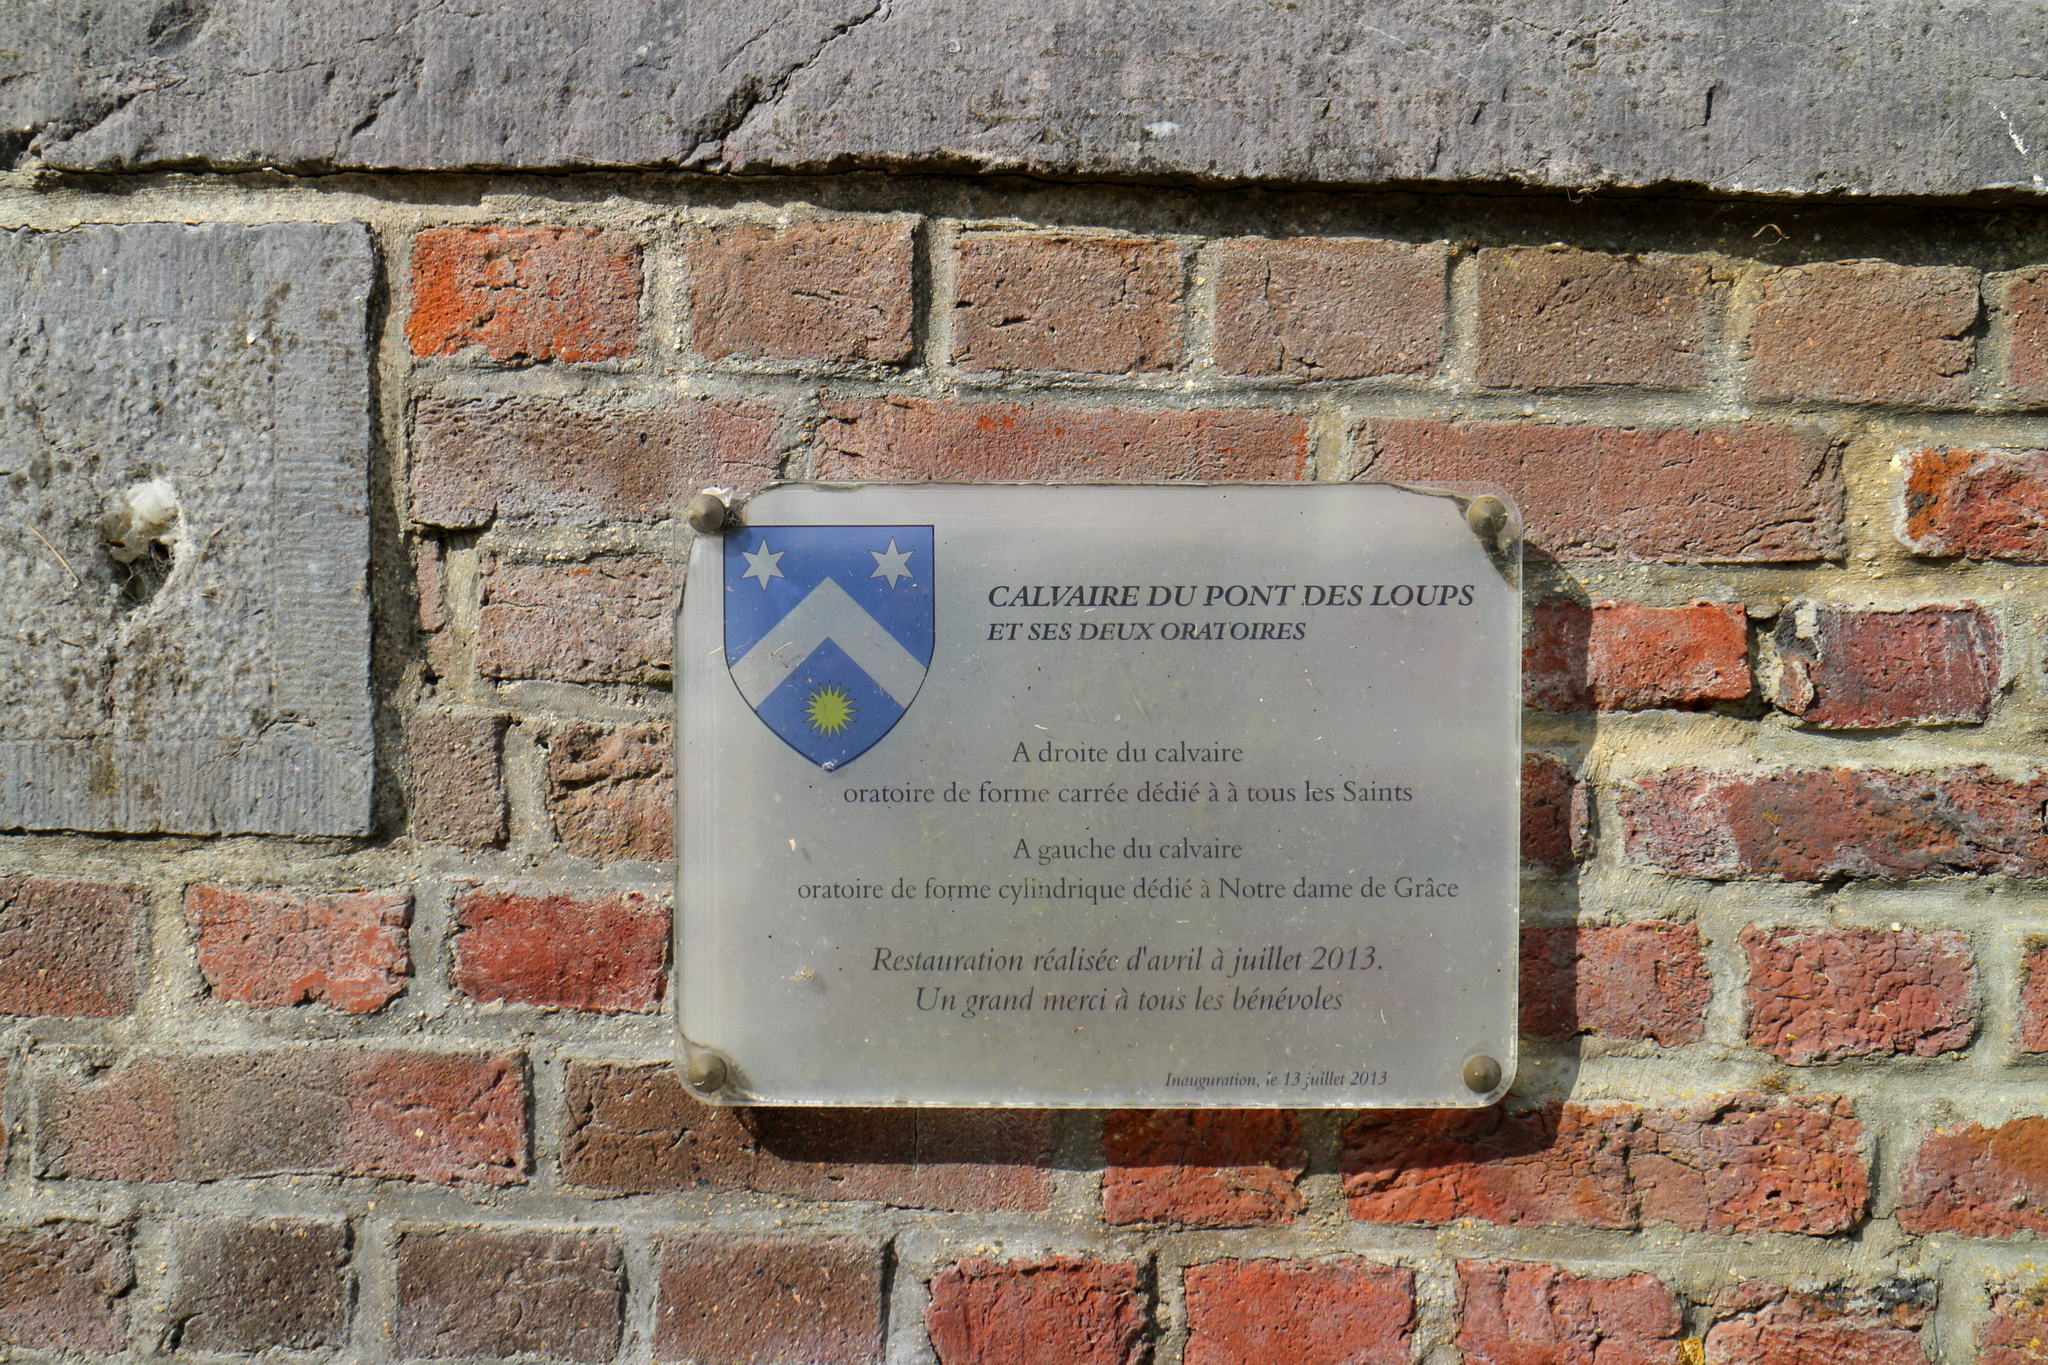 CALVAIRE DU PONT DES LOUPS
ET SES DEUX ORATOIRES
A droite du calvaire
oratoire de forme carrée dédié à à tous les Saints
A gauche du calvaire
oratoire de forme cylindrique dédié à Notre dame de Grâce
Restauration réalisée d'avril à juillet 2013.
Un grand merci à tous les bénévoles
Inauguration, le 13 juillet 2013